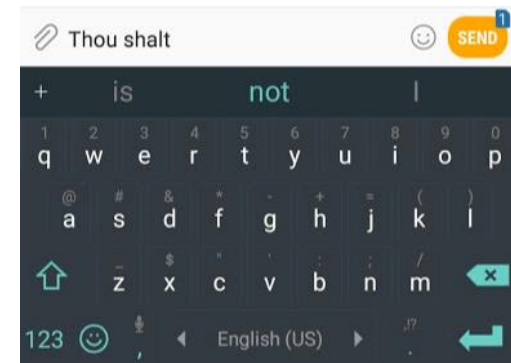 Thou shalt SEND 1
+ is not I
1 2 3 4 5 6 7 8 9 0
q w e r t y u i o p
@ # & * - + = ( )
a s d f g h j k l
_ $ " ' : ; /
z x c v b n m
123 , English (US) ,!? .